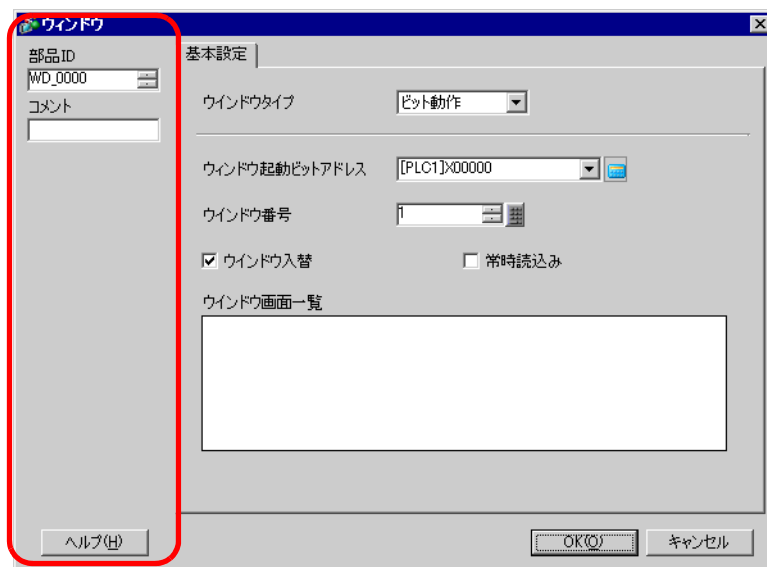 ウィンドウ
部品ID
WD_0000
コメント
基本設定
ウインドウタイプ
ビット動作
ウィンドウ起動ビットアドレス
[PLC1]X00000
ウインドウ番号
1
ウインドウ入替
常時読込み
ウインドウ画面一覧
ヘルプ(H)
OK(O)
キャンセル